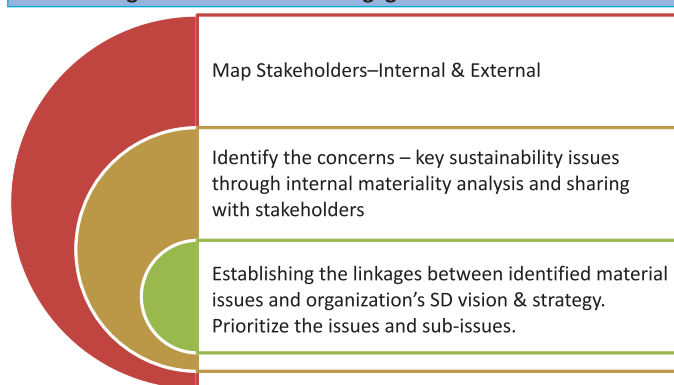 Map Stakeholders–Internal & External
Identify the concerns – key sustainability issues
through internal materiality analysis and sharing
with stakeholders
Establishing the linkages between identified material
issues and organization’s SD vision & strategy.
Prioritize the issues and sub-issues.